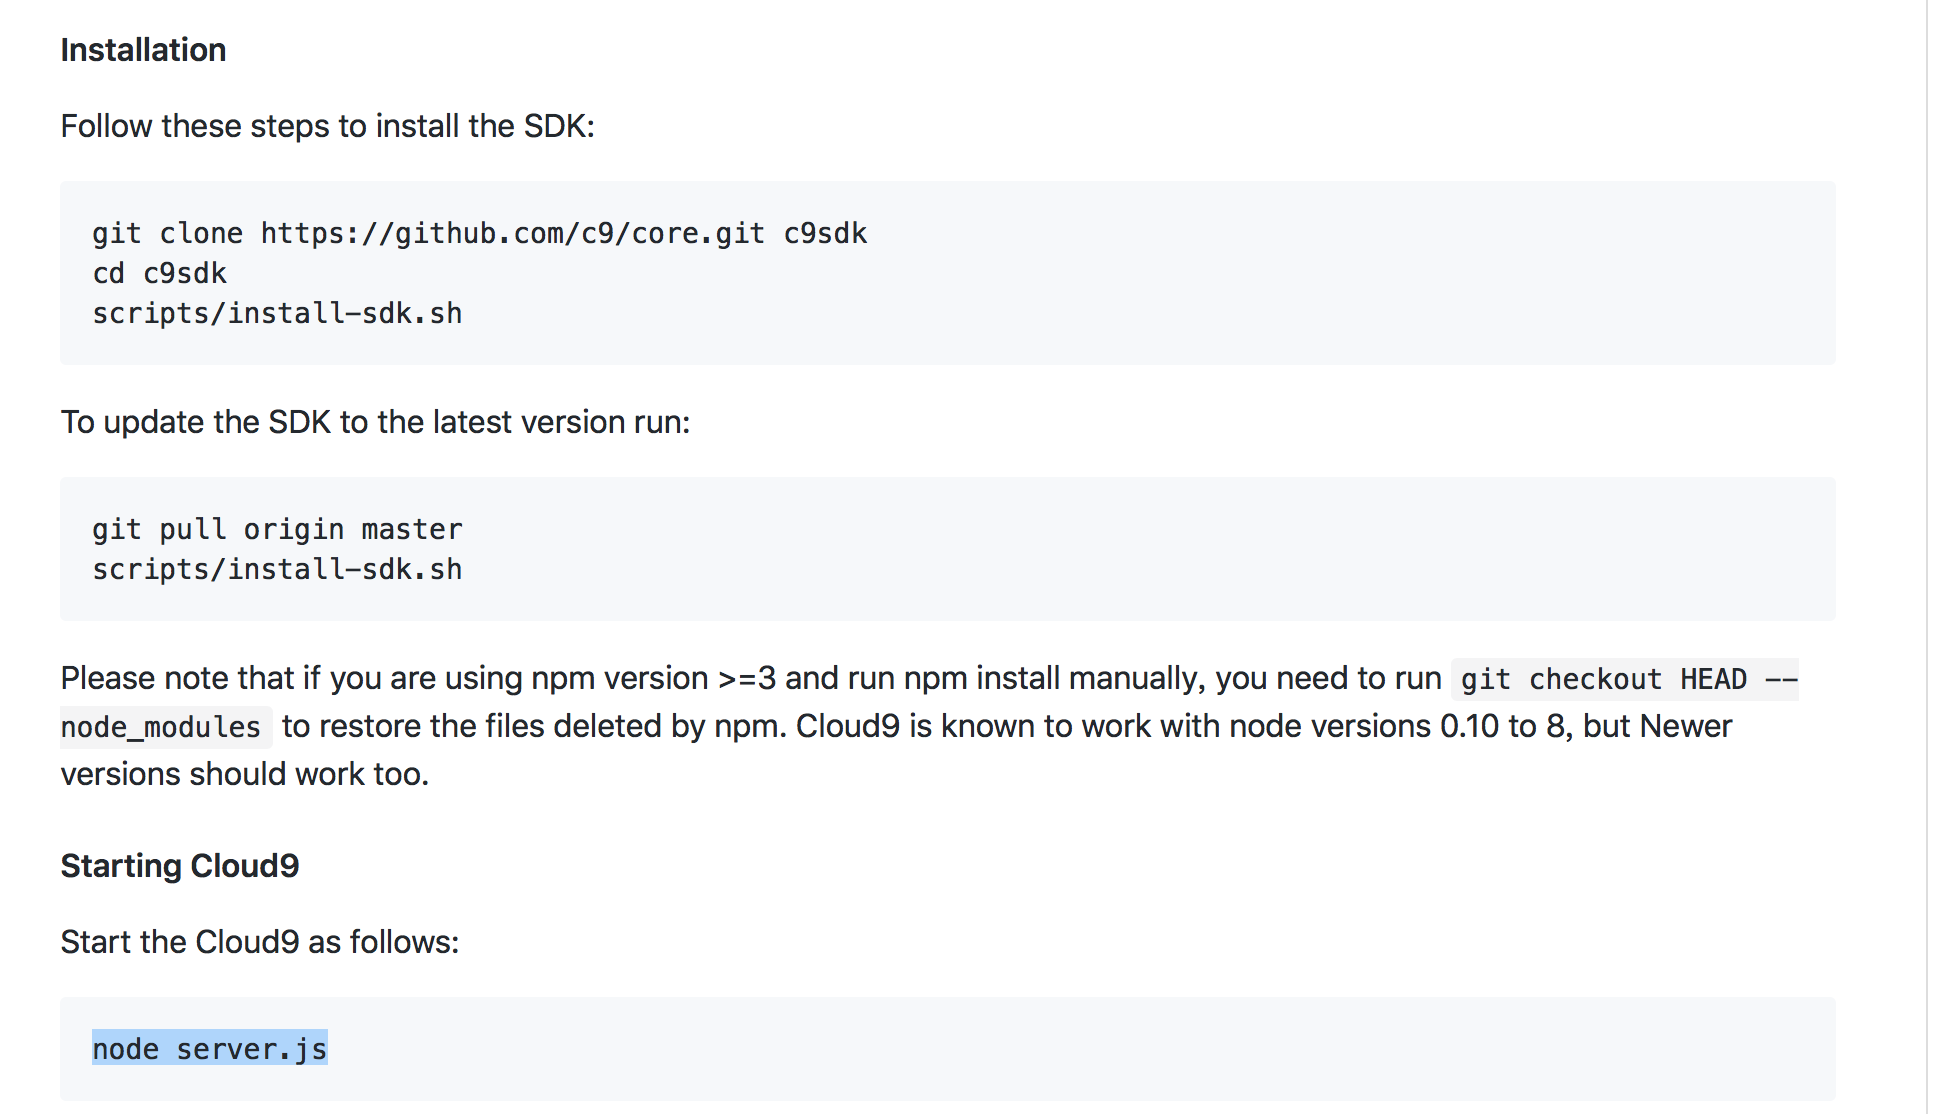 Installation
Follow these steps to install the SDK:
git clone https://github.com/c9/core.git c9sdk
cd c9sdk
scripts/install-sdk.sh
To update the SDK to the latest version run:
git pull origin master
scripts/install-sdk.sh
Please note that if you are using npm version >=3 and run npm install manually, you need to run git checkout HEAD --
node_modules to restore the files deleted by npm. Cloud9 is known to work with node versions 0.10 to 8, but Newer
versions should work too.
Starting Cloud9
Start the Cloud9 as follows:
node server.js